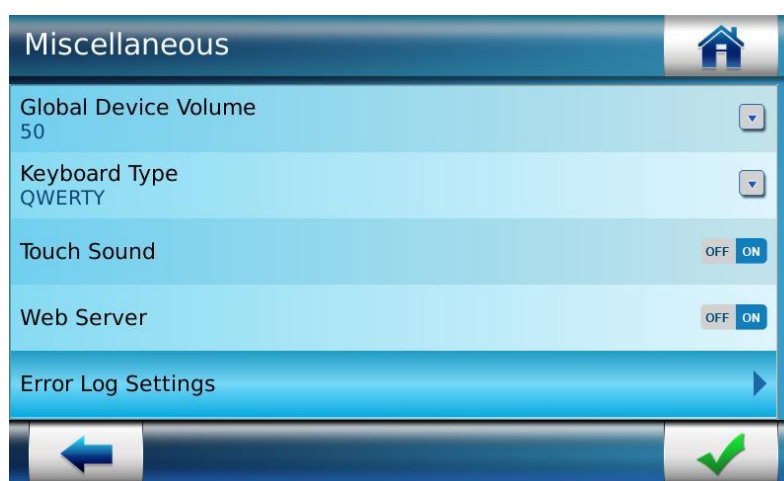 Miscellaneous
Global Device Volume
50
Keyboard Type
QWERTY
Touch Sound
OFF ON
Web Server
OFF ON
Error Log Settings